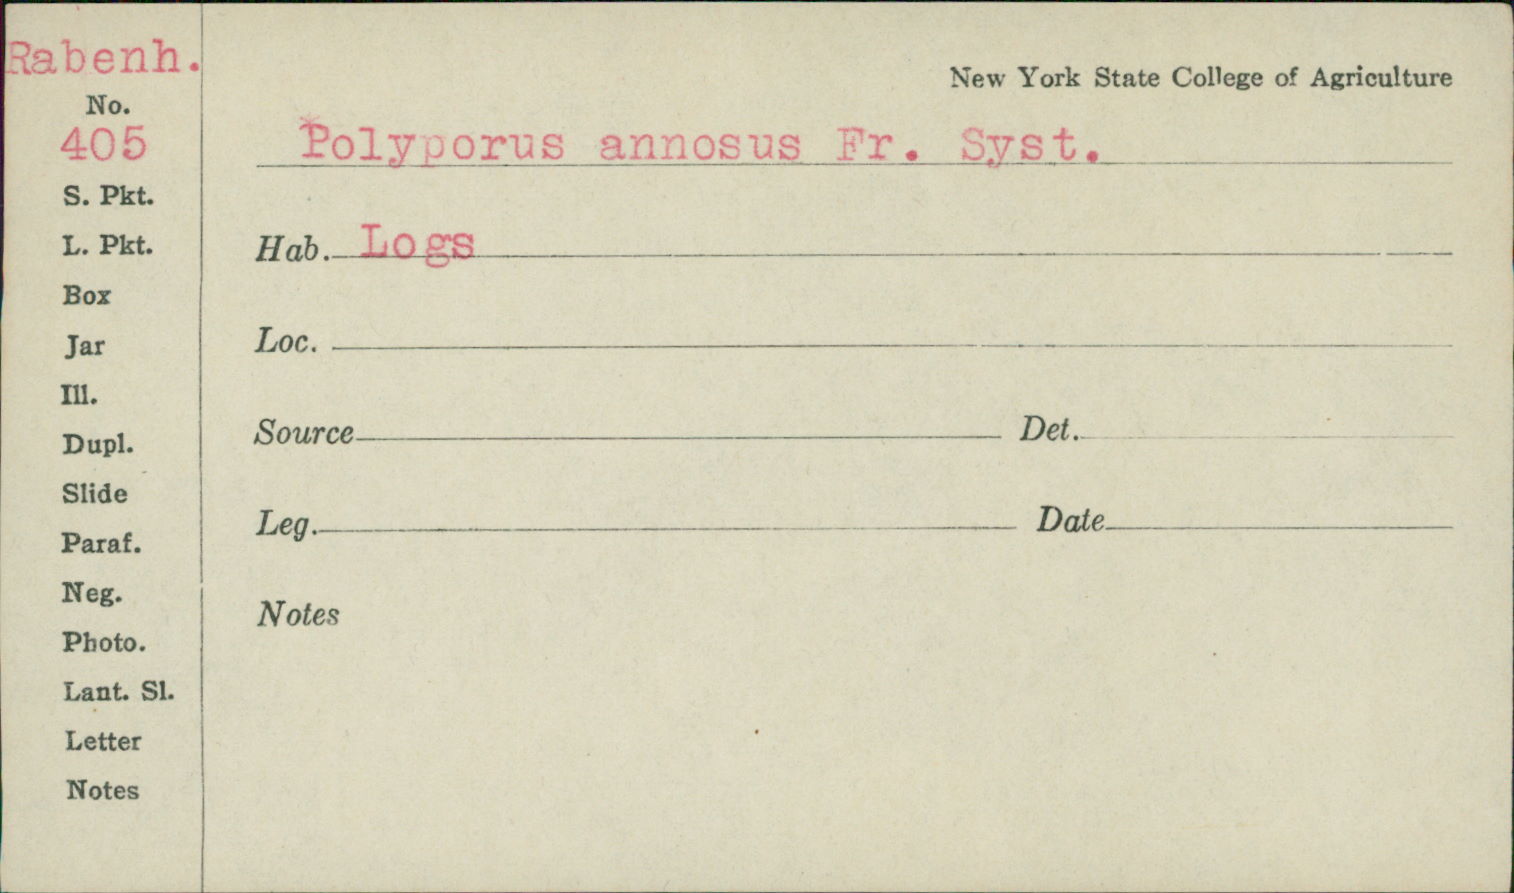 Rabenh.
No.
405
S. Pkt.
L. Pkt.
Box
Jar
Ill.
Dupl.
Slide
Paraf.
Neg.
Photo.
Lant. Sl.
Letter
Notes
New York State College of Agriculture
*Polyporus annosus Fr. Syst.
Hab. Logs
Loc.
Source Det.
Leg. Date
Notes